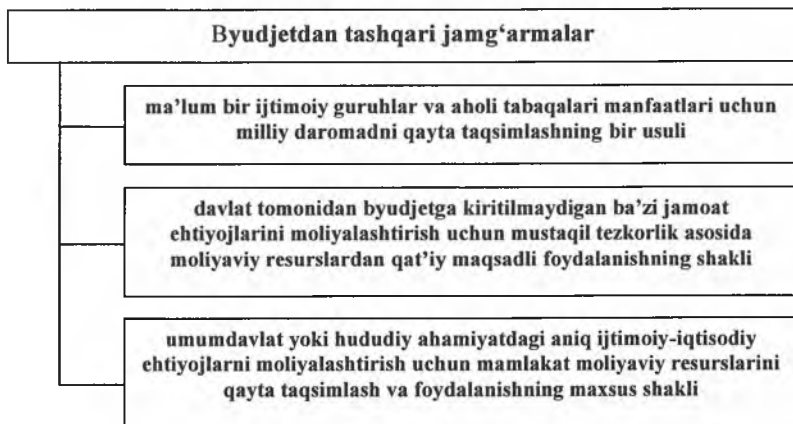 Byudjetdan tashqari jamg‘armalar
ma’lum bir ijtimoiy guruhlar va aholi tabaqalari manfaatlari uchun
milliy daromadni qayta taqsimlashning bir usuli
davlat tomonidan byudjetga kiritilmaydigan ba’zi jamoat
ehtiyojlarini moliyalashtirish uchun mustaqil tezkorlik asosida
moliyaviy resurslardan qat’iy maqsadli foydalanishning shakli
umumdavlat yoki hududiy ahamiyatdagi aniq ijtimoiy-iqtisodiy
ehtiyojlarni moliyalashtirish uchun mamlakat moliyaviy resurslarini
qayta taqsimlash va foydalanishning maxsus shakli